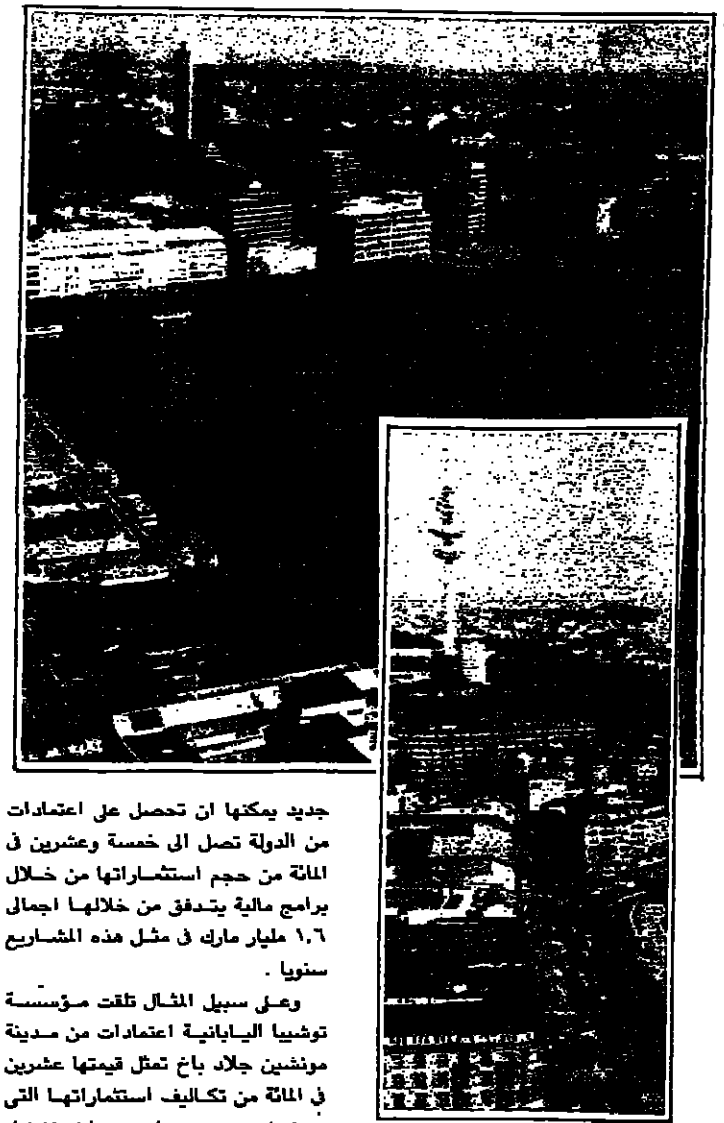 جديد يمكنها ان تحصل على اعتمادات
من الدولة تصل الى خمسة وعشرين فى
المائة من حجم استثماراتها من خلال
برامج مالية يتدفق من خلالها اجمالى
١,٦ مليار مارك فى مثل هذه المشاريع
سنويا .
وعلى سبيل المثال تلقت مؤسسة
توشيبا اليابانية اعتمادات من مدينة
مونشين جلاد باخ تمثل قيمتها عشرين
في المائة من تكاليف استثماراتها التى